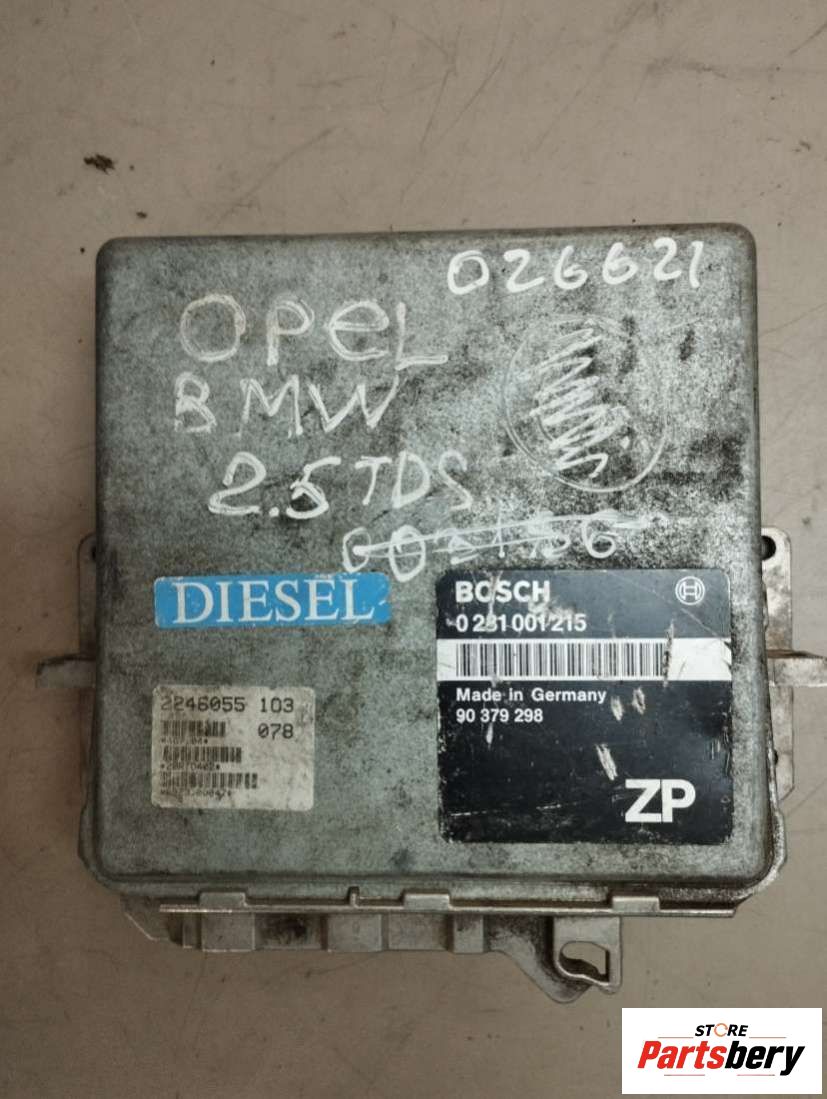 026621
OPEL
BMW
2.5 TDS
DIESEL
BOSCH
0 281 001 215
Made in Germany
90 379 298
ZP
2246055 103
078
STORE
Partsbery